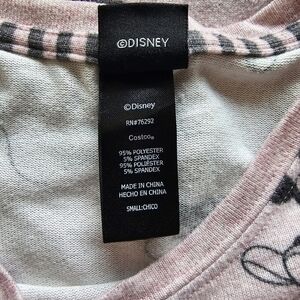 ©DISNEY
©Disney
RN#76292
Costco®
95% POLYESTER
5% SPANDEX
95% POLIÉSTER
5% SPANDEX
MADE IN CHINA
HECHO EN CHINA
SMALL:CHICO